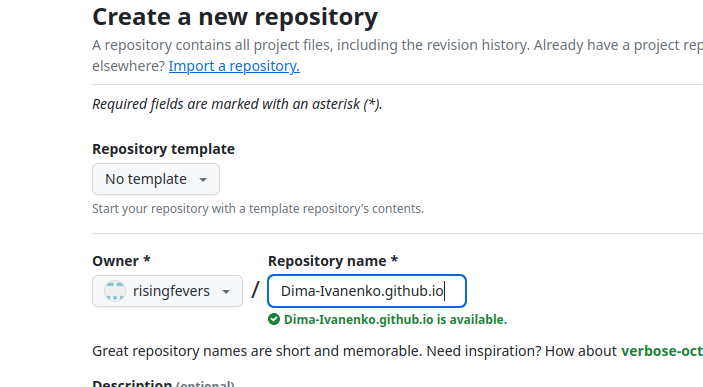 Create a new repository
A repository contains all project files, including the revision history. Already have a project rep
elsewhere? Import a repository.
Required fields are marked with an asterisk (*).
Repository template
No template
Start your repository with a template repository's contents.
Owner * Repository name *
risingfevers / Dima-Ivanenko.github.io
Dima-Ivanenko.github.io is available.
Great repository names are short and memorable. Need inspiration? How about verbose-oct
Description (optional)